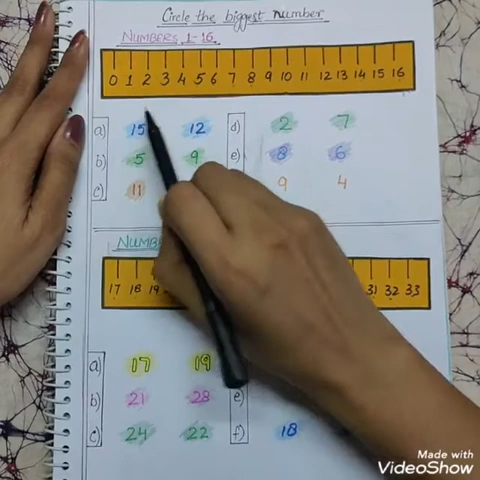 Circle the biggest number
NUMBERS 1-16
0 1 2 3 4 5 6 7 8 9 10 11 12 13 14 15 16
a) 15 12 d) 2 7
b) 5 9 e) 8 6
c) 11 9 4
NUMBE
17 18 19 31 32 33
a) 17 19
b) 21 28 e)
c) 24 22 f) 18
Made with
VideoShow